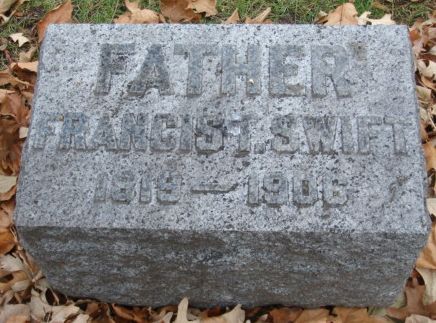 FATHER
FRANCIS T. SWIFT
1819 — 1906